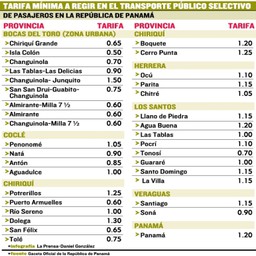 TARIFA MÍNIMA A REGIR EN EL TRANSPORTE PÚBLICO SELECTIVO
DE PASAJEROS EN LA REPÚBLICA DE PANAMÁ
PROVINCIA TARIFA
BOCAS DEL TORO (ZONA URBANA)
Chiriquí Grande 0.65
Isla Colón 0.50
Changuinola 0.70
Las Tablas-Las Delicias 0.90
Changuinola- Junquito 1.50
San San Drui-Guabito-
Changuinola 0.75
Almirante-Milla 7 ½ 0.60
Almirante-Milla 7 ½ 0.60
Changuinola-Milla 7 ½ 0.60
COCLÉ
Penonomé 1.05
Natá 0.90
Antón 0.85
Aguadulce 1.00
CHIRIQUÍ
Potrerillos 1.25
Puerto Armuelles 0.60
Río Sereno 1.00
Dolega 1.30
San Félix 0.65
Tolé 0.75
PROVINCIA TARIFA
CHIRIQUÍ
Boquete 1.20
Cerro Punta 1.25
HERRERA
Ocú 1.10
Parita 1.15
Chitré 1.05
LOS SANTOS
Llano de Piedra 1.15
Agua Buena 1.20
Las Tablas 1.00
Pocrí 1.10
Tonosí 0.70
Guararé 1.00
Santo Domingo 1.15
La Villa 1.15
VERAGUAS
Santiago 1.15
Soná 0.90
PANAMÁ
Panamá 1.20
Infografía La Prensa-Daniel González
Fuente Gaceta Oficial de la República de Panamá